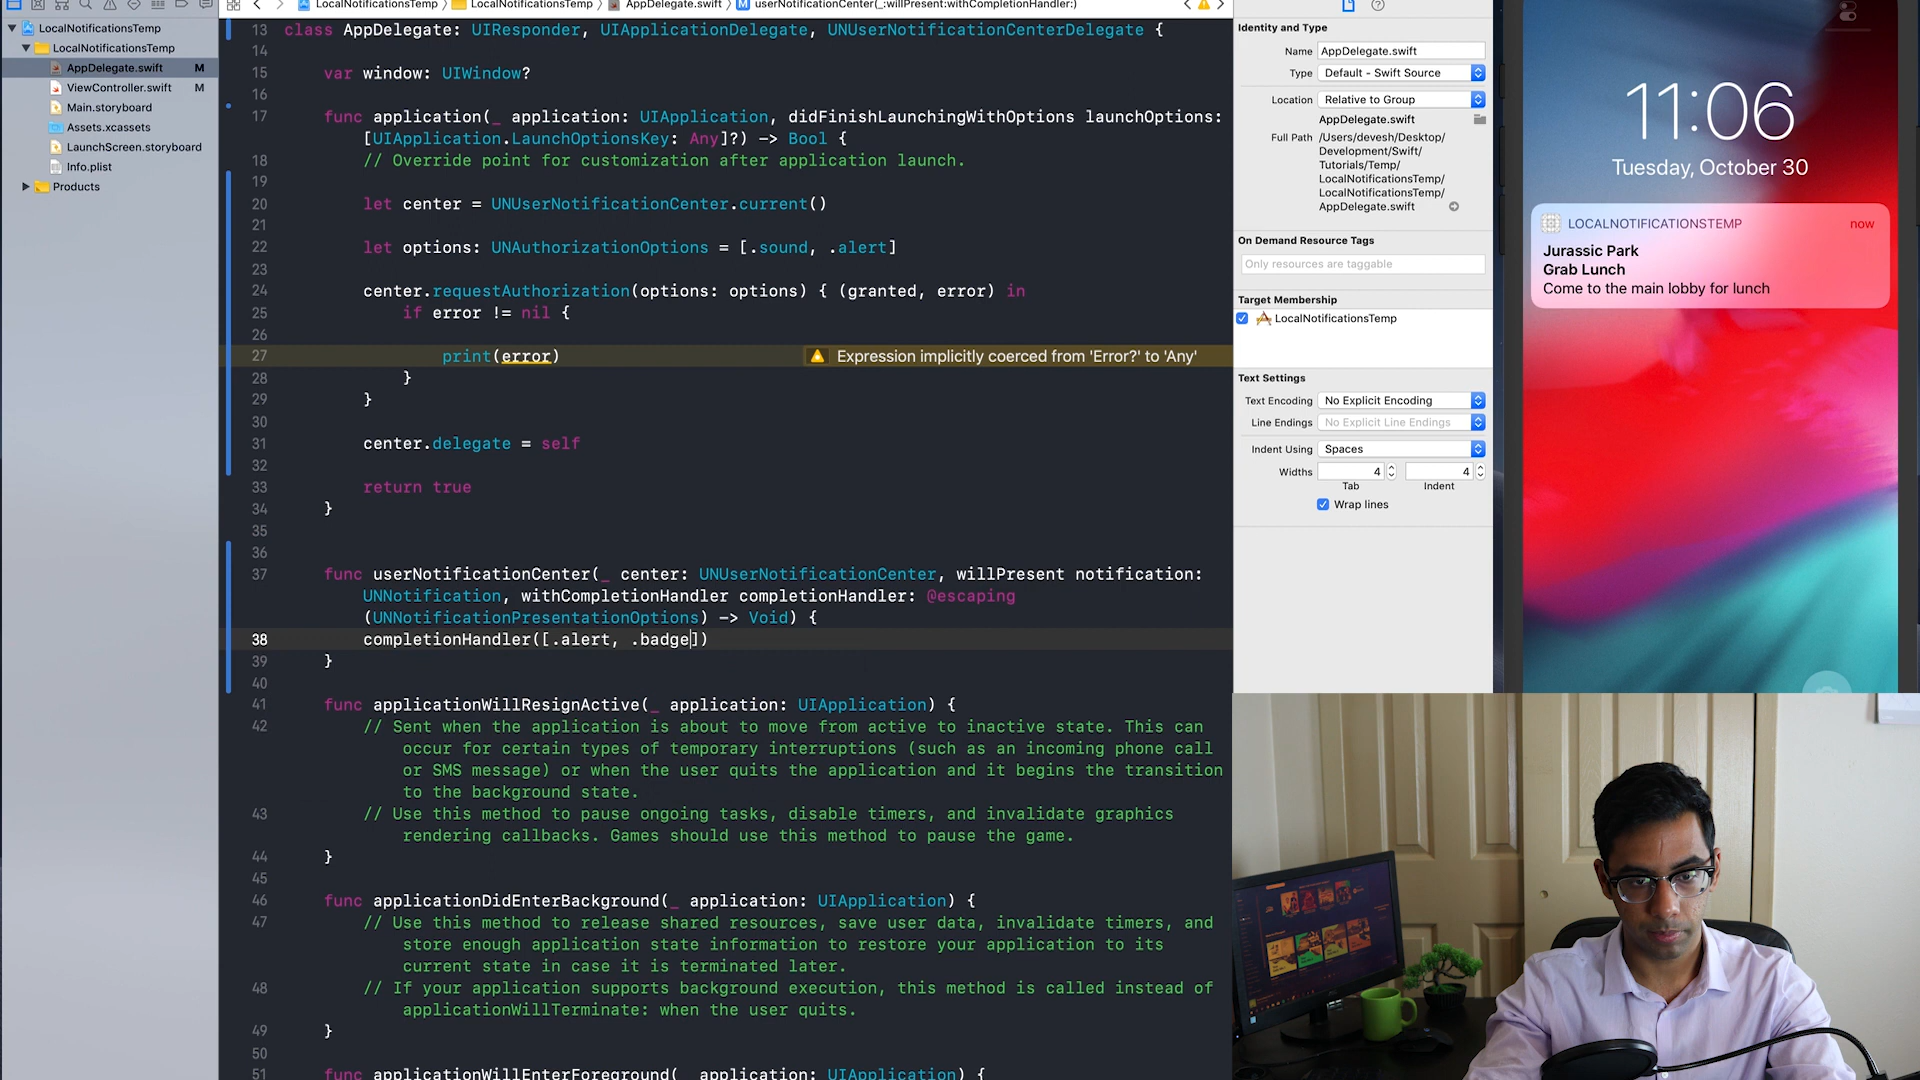 LocalNotificationsTemp
LocalNotificationsTemp
AppDelegate.swift M
ViewController.swift M
Main.storyboard
Assets.xcassets
LaunchScreen.storyboard
Info.plist
Products
LocalNotificationsTemp LocalNotificationsTemp AppDelegate.swift M userNotificationCenter(_:willPresent:withCompletionHandler:)
13 class AppDelegate: UIResponder, UIApplicationDelegate, UNUserNotificationCenterDelegate {
14
15 var window: UIWindow?
16
17 func application(_ application: UIApplication, didFinishLaunchingWithOptions launchOptions:
[UIApplication.LaunchOptionsKey: Any]?) -> Bool {
18 // Override point for customization after application launch.
19
20 let center = UNUserNotificationCenter.current()
21
22 let options: UNAuthorizationOptions = [.sound, .alert]
23
24 center.requestAuthorization(options: options) { (granted, error) in
25 if error != nil {
26
27 print(error) Expression implicitly coerced from 'Error?' to 'Any'
28 }
29 }
30
31 center.delegate = self
32
33 return true
34 }
35
36
37 func userNotificationCenter(_ center: UNUserNotificationCenter, willPresent notification:
UNNotification, withCompletionHandler completionHandler: @escaping
(UNNotificationPresentationOptions) -> Void) {
38 completionHandler([.alert, .badge])
39 }
40
41 func applicationWillResignActive(_ application: UIApplication) {
42 // Sent when the application is about to move from active to inactive state. This can
occur for certain types of temporary interruptions (such as an incoming phone call
or SMS message) or when the user quits the application and it begins the transition
to the background state.
43 // Use this method to pause ongoing tasks, disable timers, and invalidate graphics
rendering callbacks. Games should use this method to pause the game.
44 }
45
46 func applicationDidEnterBackground(_ application: UIApplication) {
47 // Use this method to release shared resources, save user data, invalidate timers, and
store enough application state information to restore your application to its
current state in case it is terminated later.
48 // If your application supports background execution, this method is called instead of
applicationWillTerminate: when the user quits.
49 }
50
51 func applicationWillEnterForeground(_ application: UIApplication) {
Identity and Type
Name AppDelegate.swift
Type Default - Swift Source
Location Relative to Group
AppDelegate.swift
Full Path /Users/devesh/Desktop/
Development/Swift/
Tutorials/Temp/
LocalNotificationsTemp/
LocalNotificationsTemp/
AppDelegate.swift
On Demand Resource Tags
Only resources are taggable
Target Membership
LocalNotificationsTemp
Text Settings
Text Encoding No Explicit Encoding
Line Endings No Explicit Line Endings
Indent Using Spaces
Widths 4 4
Tab Indent
Wrap lines
11:06
Tuesday, October 30
LOCALNOTIFICATIONSTEMP now
Jurassic Park
Grab Lunch
Come to the main lobby for lunch